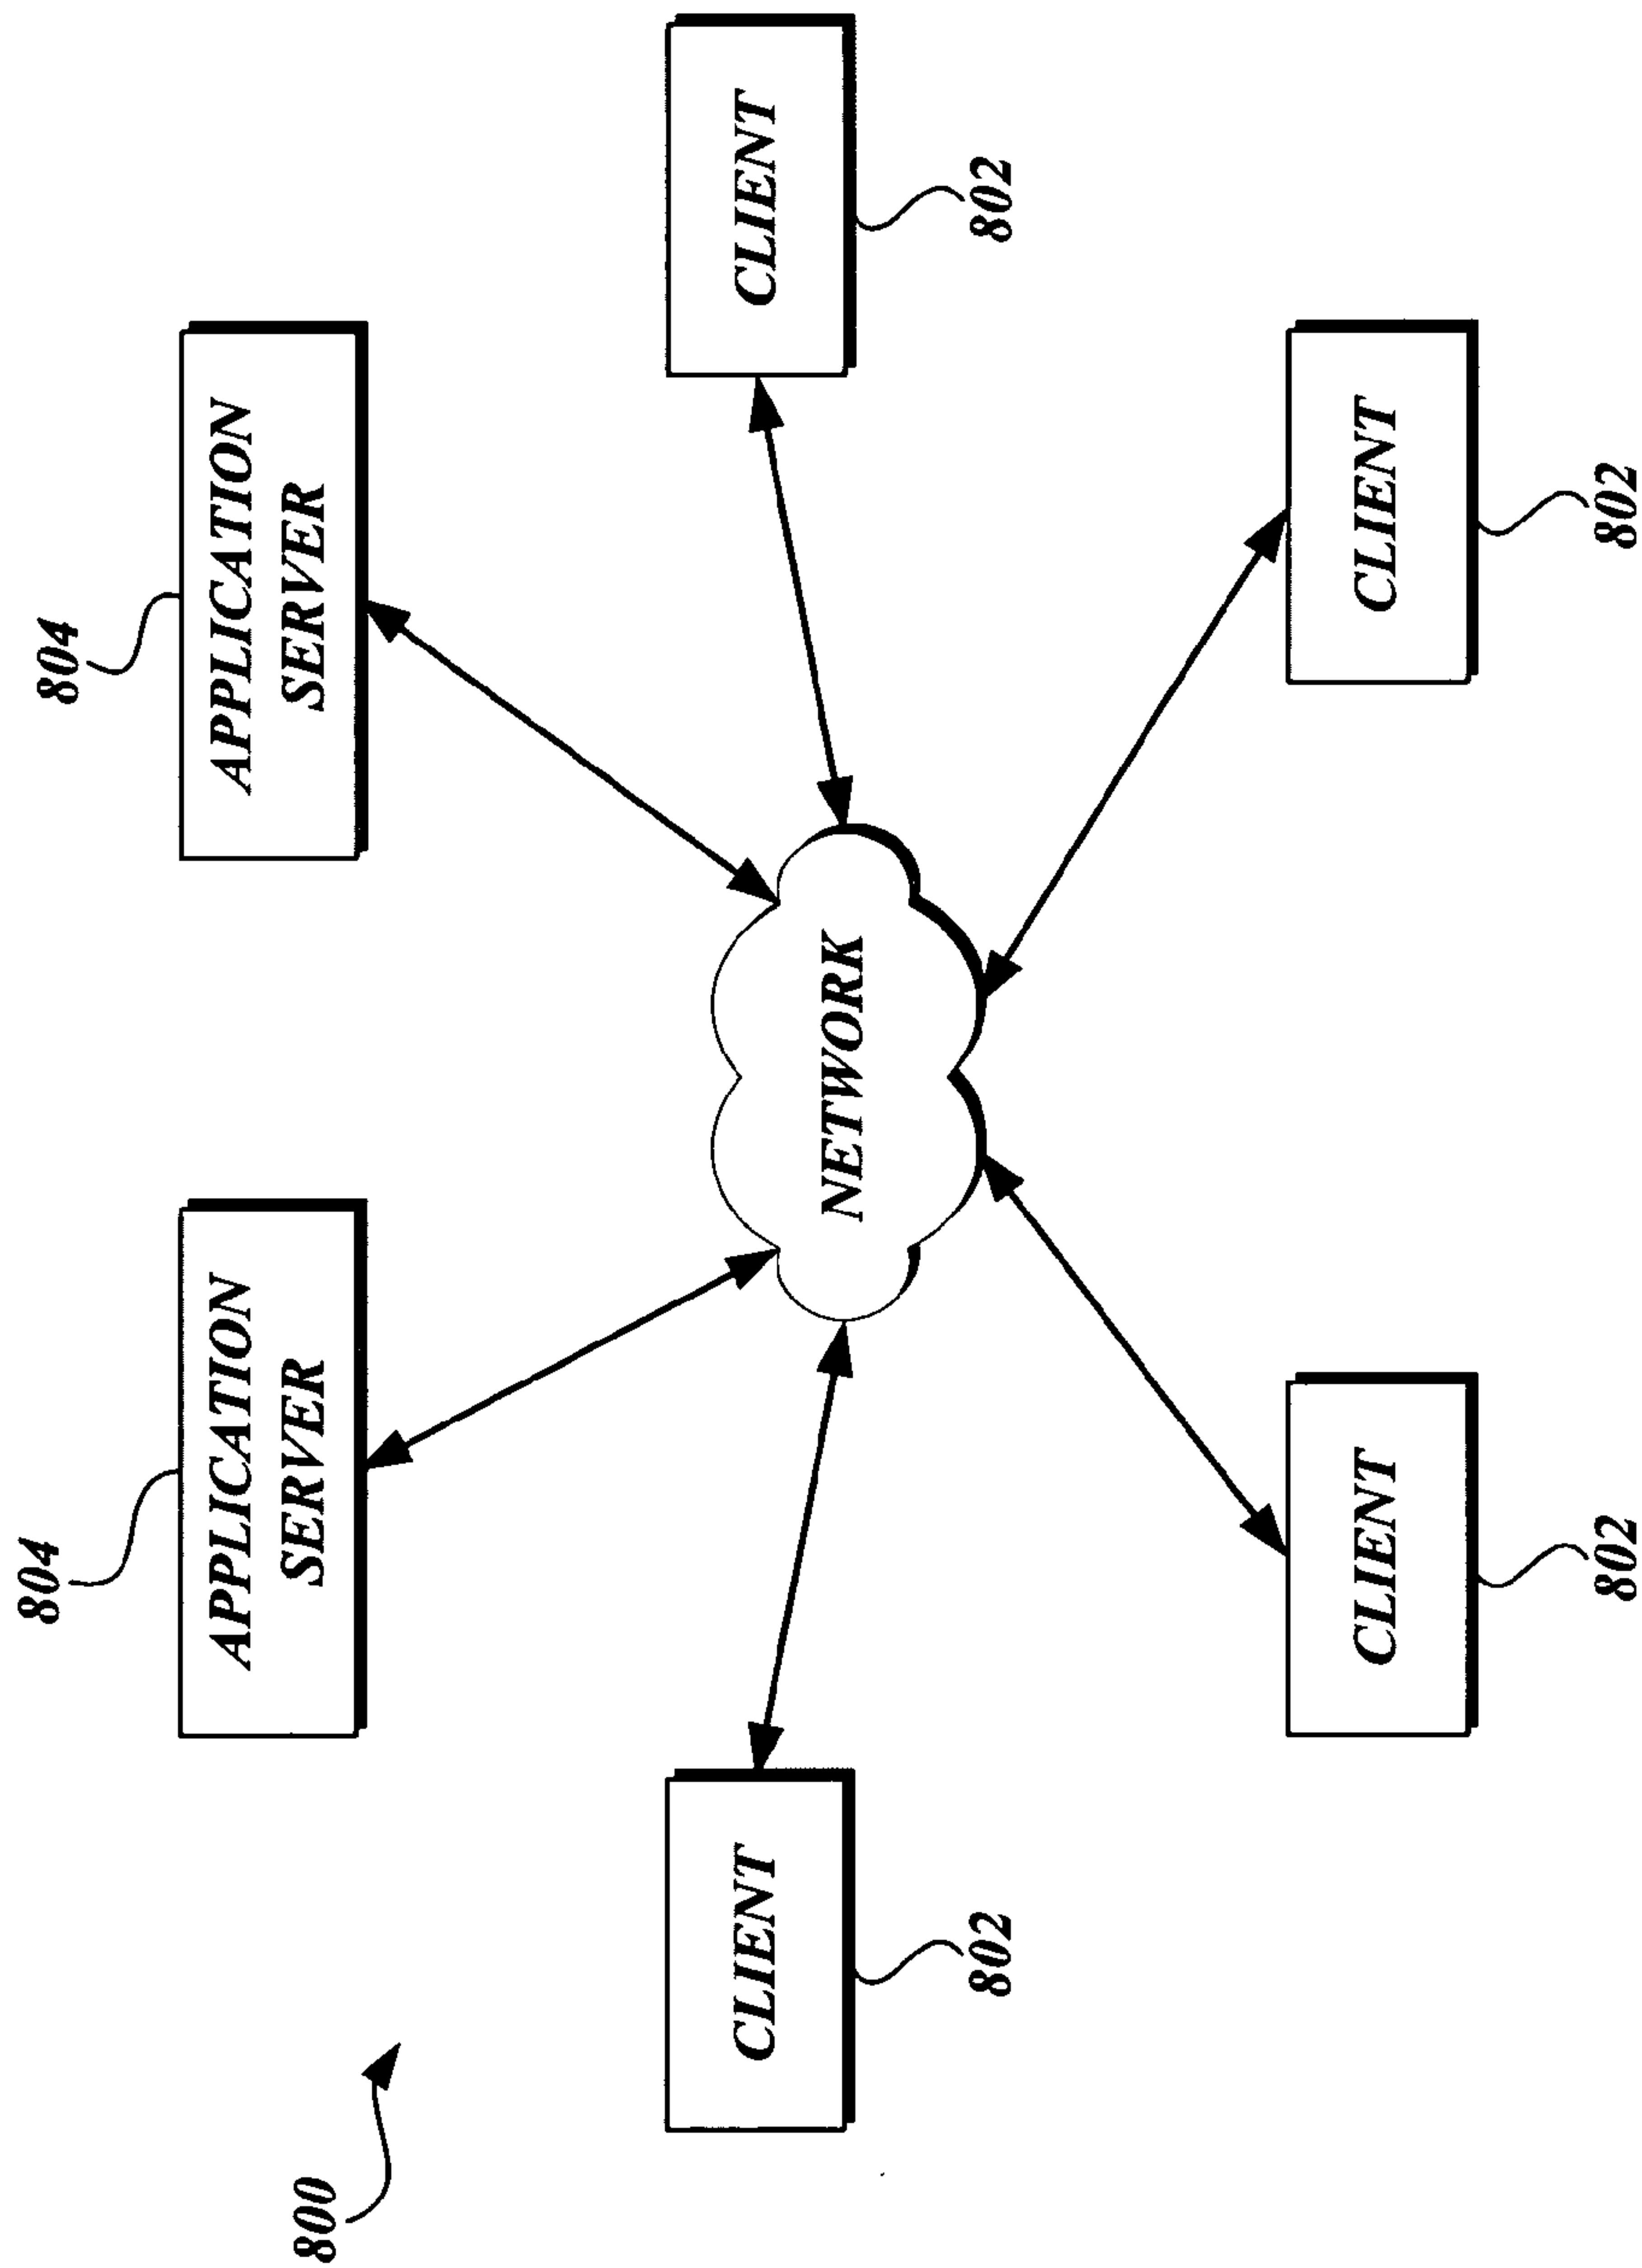 800
804
APPLICATION
SERVER
804
APPLICATION
SERVER
CLIENT
802
NETWORK
CLIENT
802
CLIENT
802
CLIENT
802